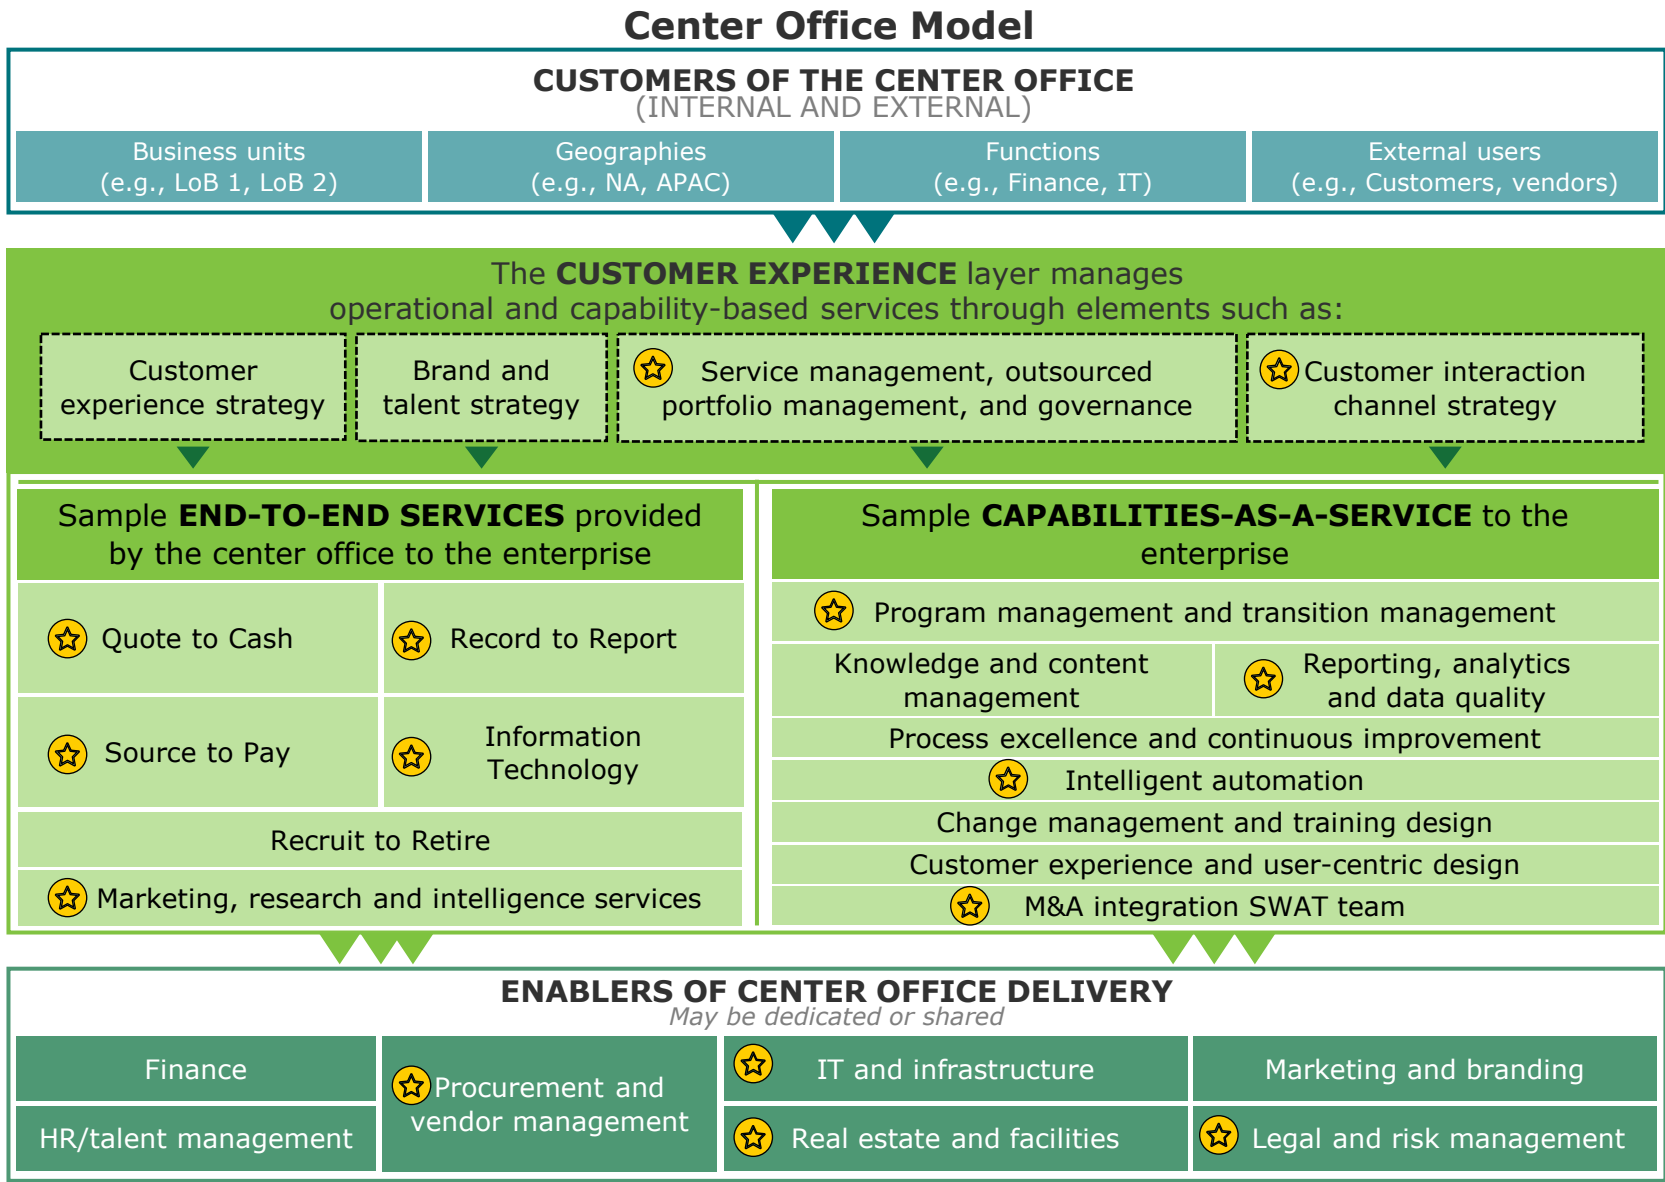 Center Office Model
CUSTOMERS OF THE CENTER OFFICE
(INTERNAL AND EXTERNAL)
Business units
(e.g., LoB 1, LoB 2)
Geographies
(e.g., NA, APAC)
Functions
(e.g., Finance, IT)
External users
(e.g., Customers, vendors)
The CUSTOMER EXPERIENCE layer manages
operational and capability-based services through elements such as:
Customer
experience strategy
Brand and
talent strategy
Service management, outsourced
portfolio management, and governance
Customer interaction
channel strategy
Sample END-TO-END SERVICES provided
by the center office to the enterprise
Quote to Cash
Record to Report
Source to Pay
Information
Technology
Recruit to Retire
Marketing, research and intelligence services
Sample CAPABILITIES-AS-A-SERVICE to the
enterprise
Program management and transition management
Knowledge and content
management
Reporting, analytics
and data quality
Process excellence and continuous improvement
Intelligent automation
Change management and training design
Customer experience and user-centric design
M&A integration SWAT team
ENABLERS OF CENTER OFFICE DELIVERY
May be dedicated or shared
Finance
HR/talent management
Procurement and
vendor management
IT and infrastructure
Real estate and facilities
Marketing and branding
Legal and risk management